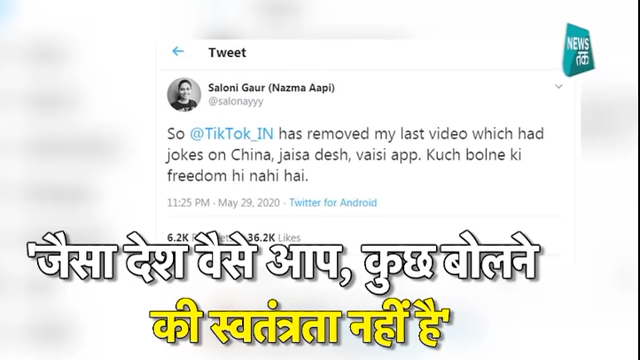 Tweet
NEWS
तक
Saloni Gaur (Nazma Aapi)
@salonayyy
So @TikTok_IN has removed my last video which had
jokes on China, jaisa desh, vaisi app. Kuch bolne ki
freedom hi nahi hai.
11:25 PM · May 29, 2020 · Twitter for Android
6.2K 36.2K Likes
'जैसा देश वैसे आप, कुछ बोलने
की स्वतंत्रता नहीं है'